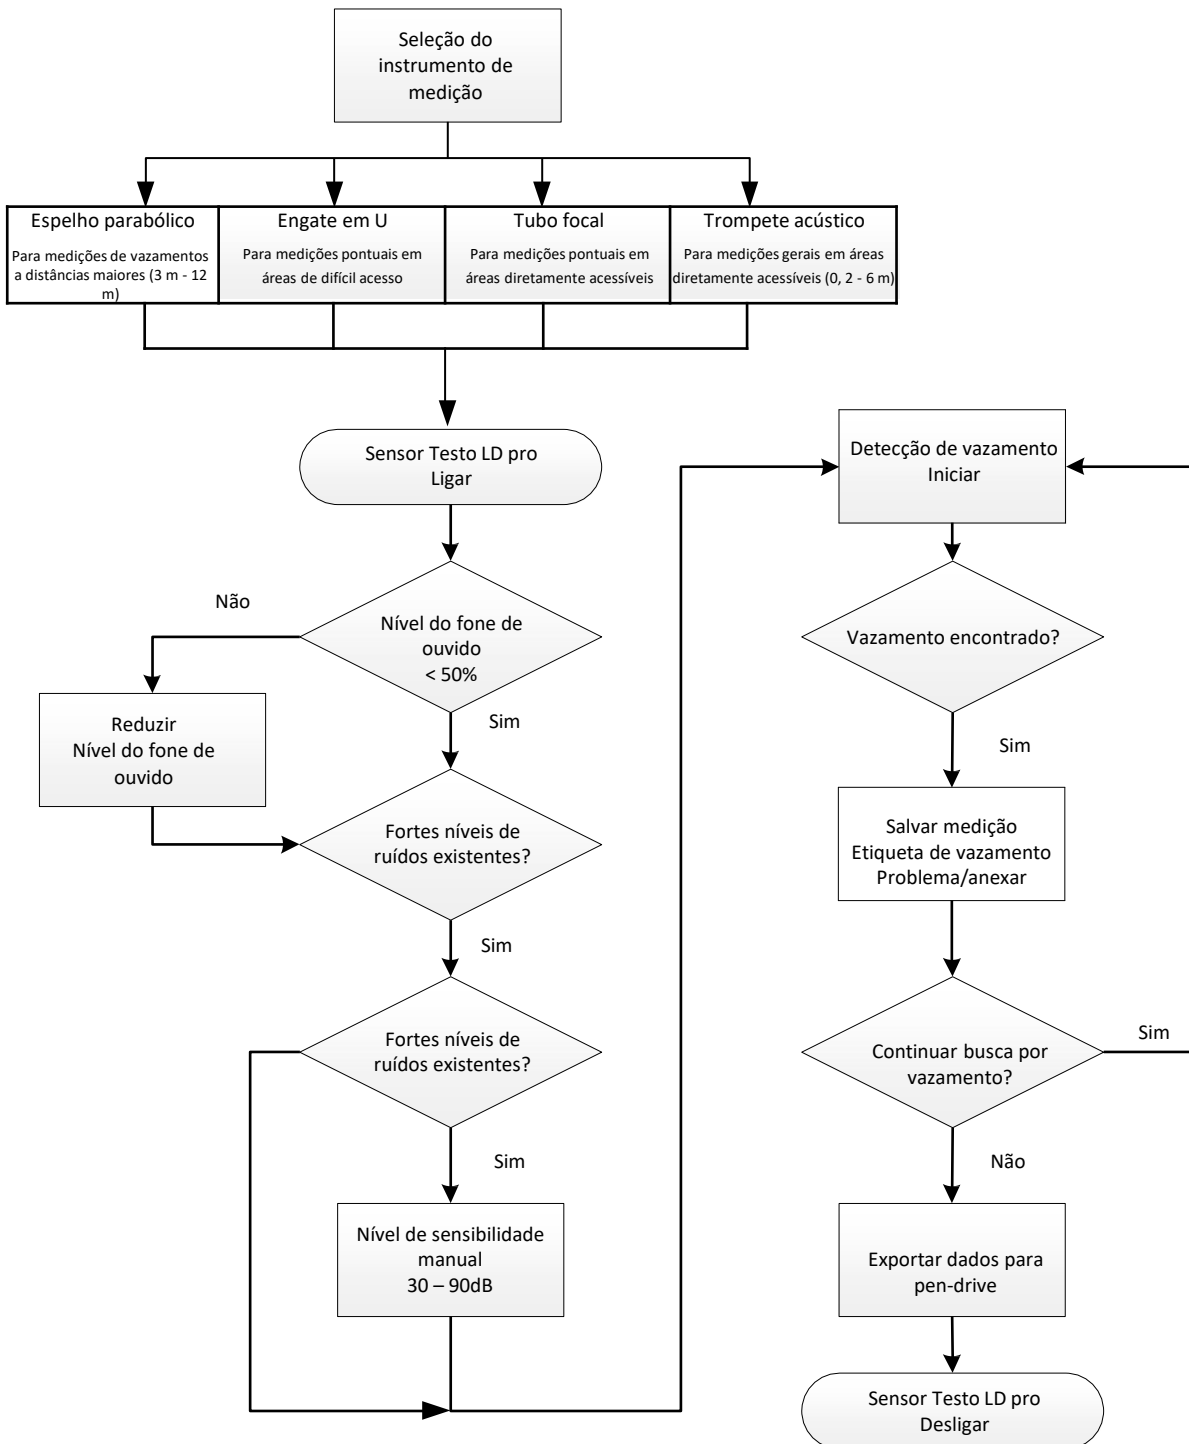 Seleção do
instrumento de
medição
Espelho parabólico
Para medições de vazamentos
a distâncias maiores (3 m - 12
m)
Engate em U
Para medições pontuais em
áreas de difícil acesso
Tubo focal
Para medições pontuais em
áreas diretamente acessíveis
Trompete acústico
Para medições gerais em áreas
diretamente acessíveis (0, 2 - 6 m)
Sensor Testo LD pro
Ligar
Não
Nível do fone de
ouvido
< 50%
Sim
Reduzir
Nível do fone de
ouvido
Fortes níveis de
ruídos existentes?
Sim
Fortes níveis de
ruídos existentes?
Sim
Nível de sensibilidade
manual
30 – 90dB
Detecção de vazamento
Iniciar
Vazamento encontrado?
Sim
Salvar medição
Etiqueta de vazamento
Problema/anexar
Continuar busca por
vazamento?
Sim
Não
Exportar dados para
pen-drive
Sensor Testo LD pro
Desligar